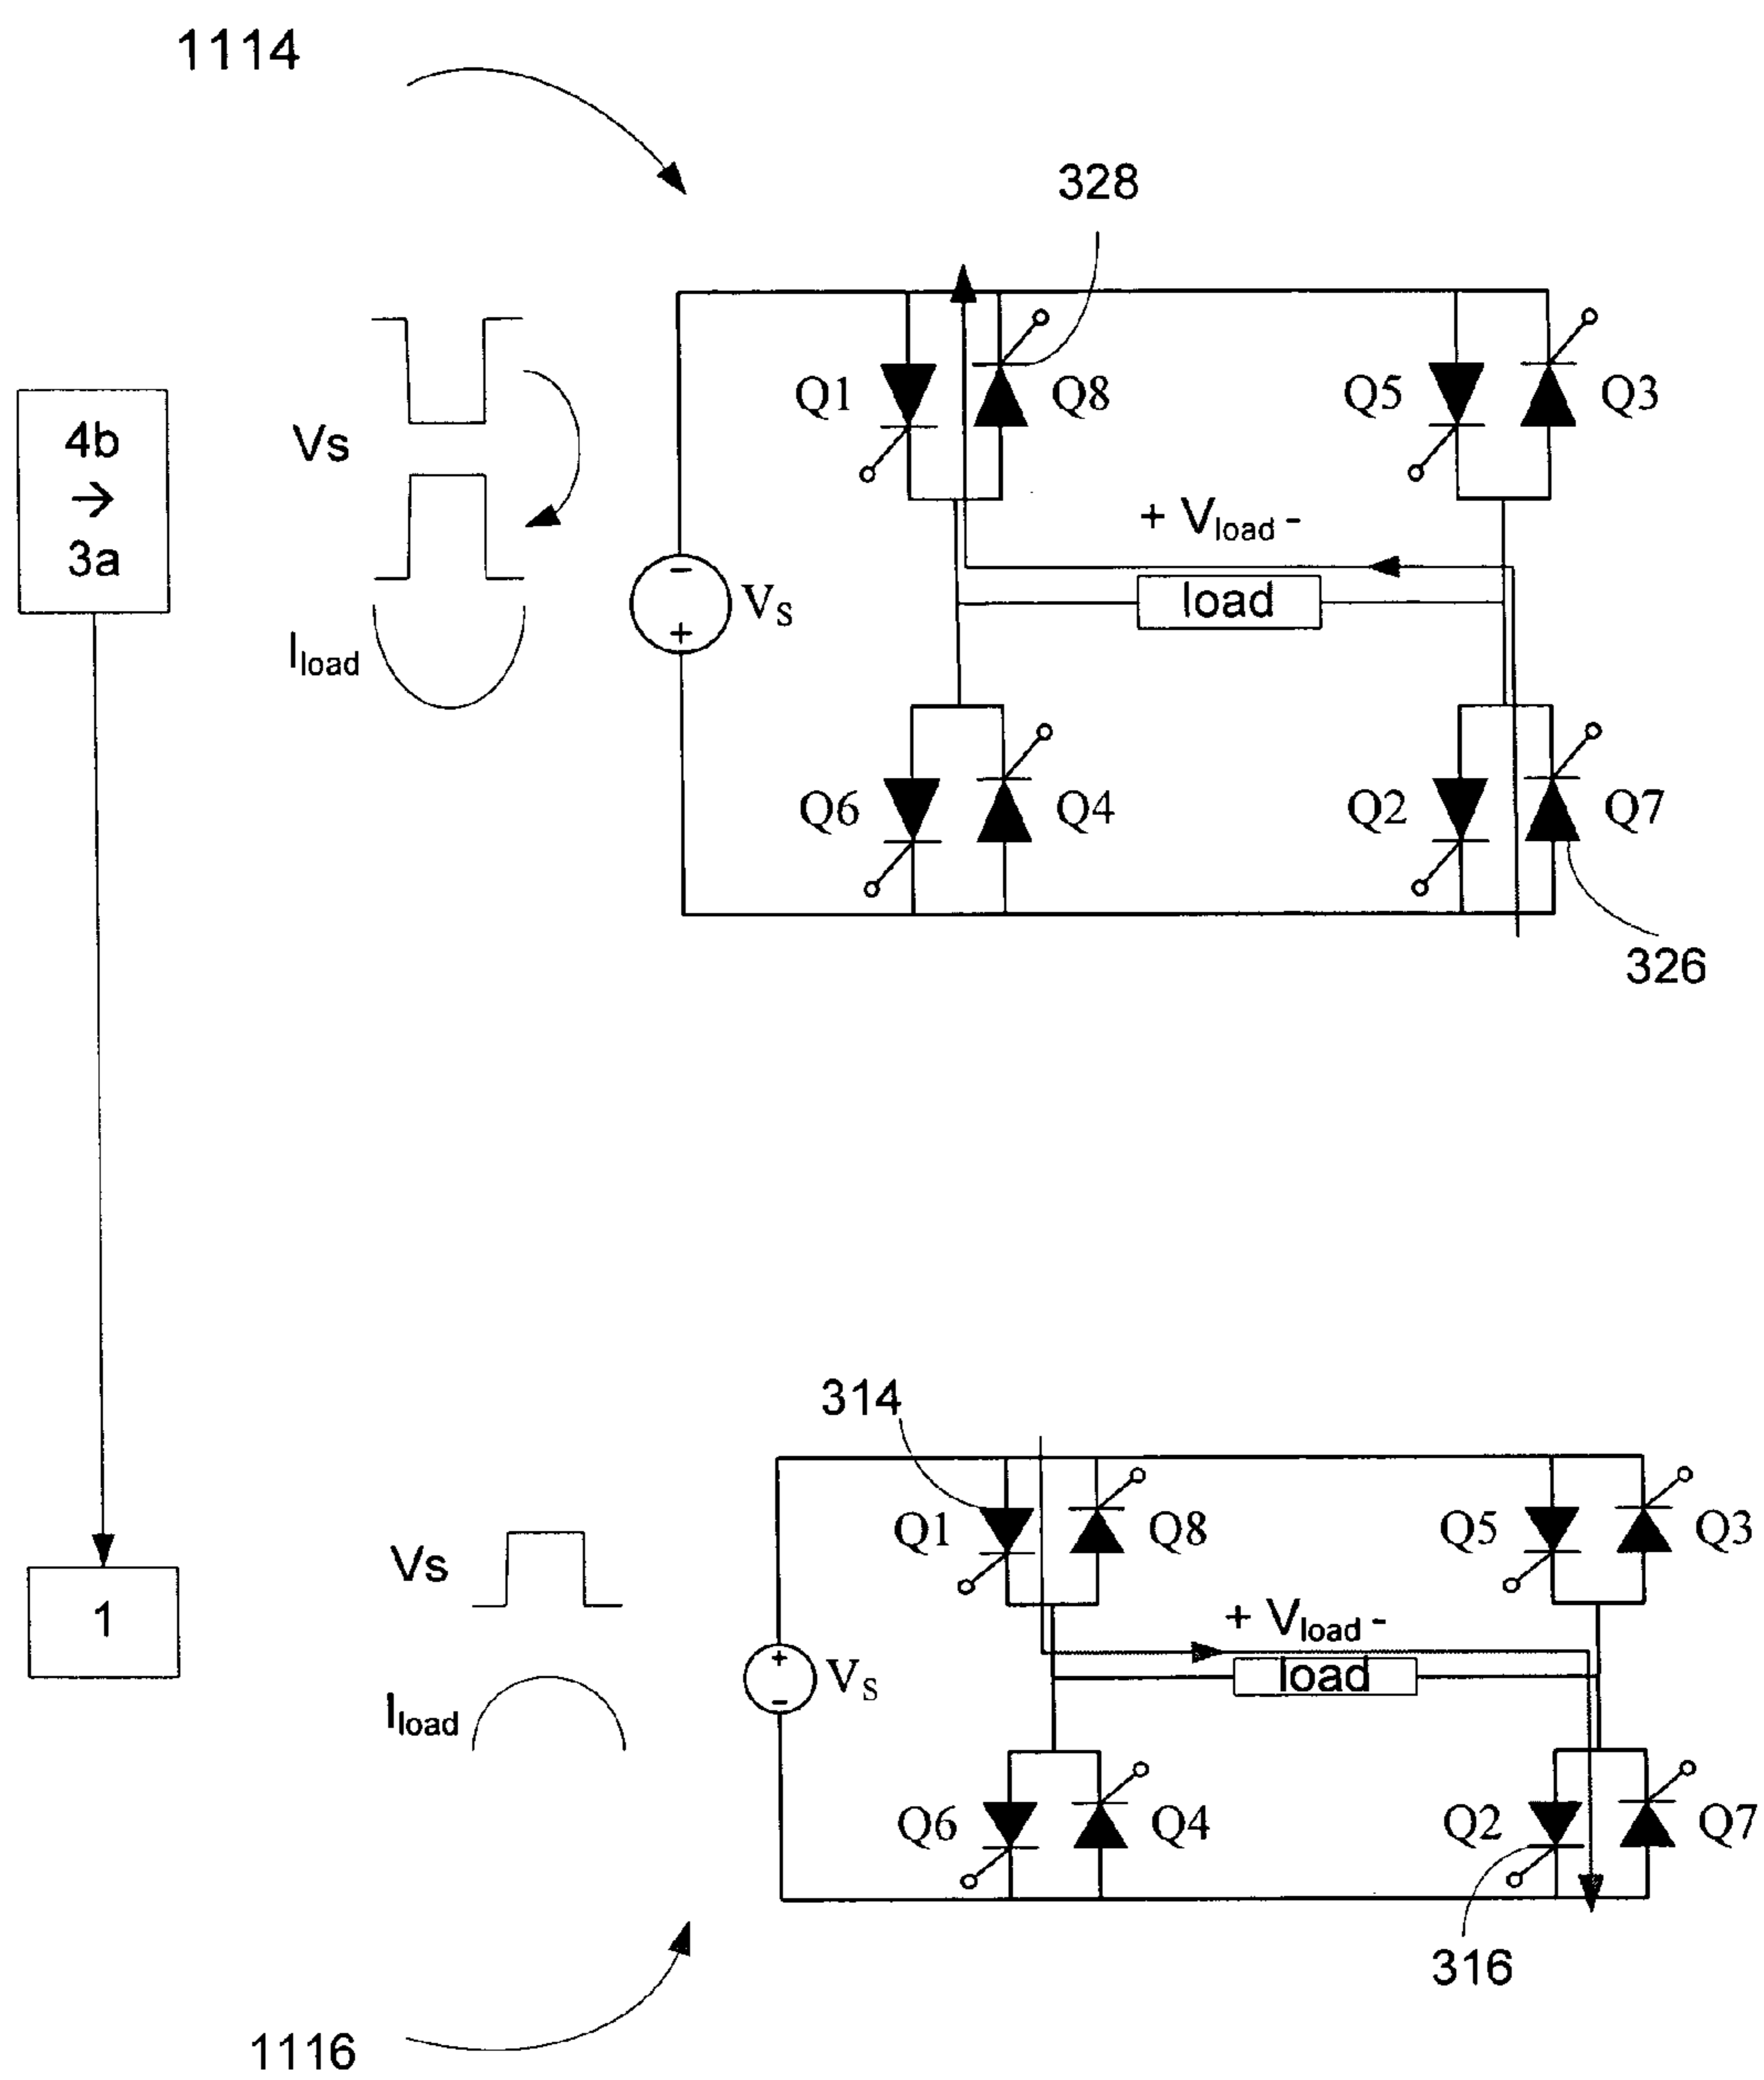 1114
328
Q1
Q8
Q5
Q3
4b
→
3a
Vs
+ Vload -
load
−
+
VS
Iload
Q6
Q4
Q2
Q7
326
314
Q1
Q8
Q5
Q3
Vs
1
+ Vload -
load
+
−
VS
Iload
Q6
Q4
Q2
Q7
316
1116